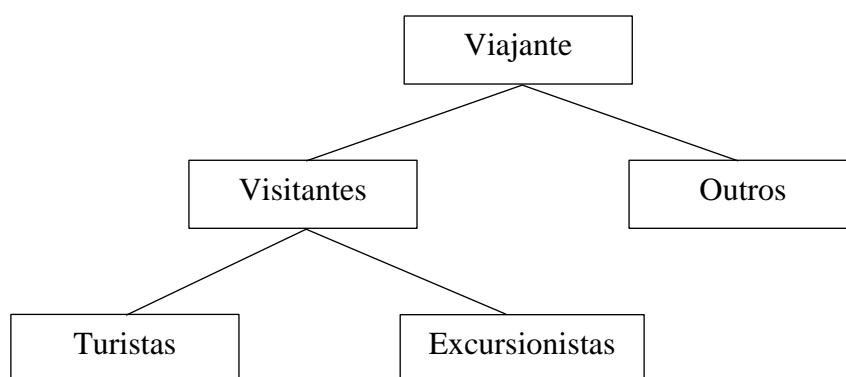 Viajante
Visitantes
Outros
Turistas
Excursionistas